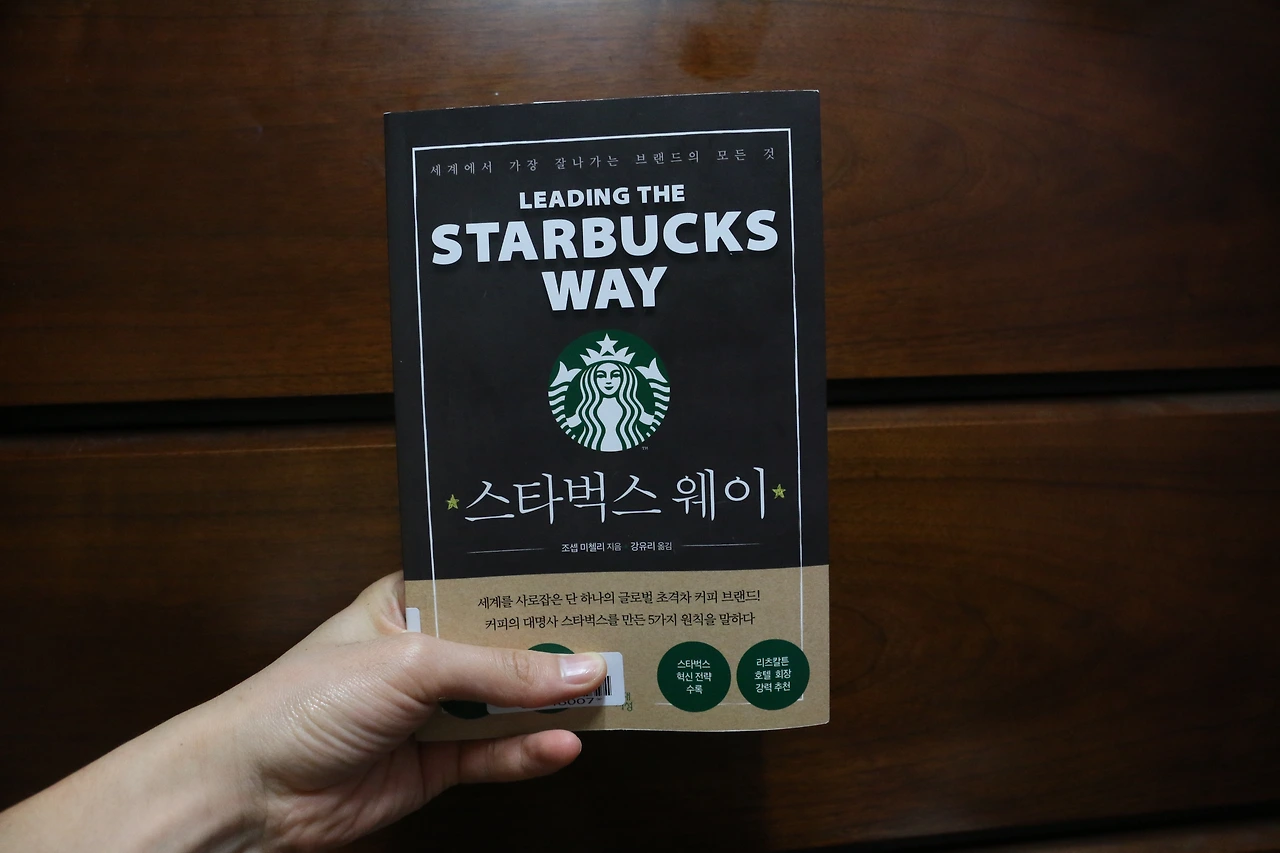 세계에서 가장 잘나가는 브랜드의 모든 것
LEADING THE
STARBUCKS
WAY
TM
스타벅스 웨이
조셉 미첼리 지음 · 강유리 옮김
세계를 사로잡은 단 하나의 글로벌 초격차 커피 브랜드!
커피의 대명사 스타벅스를 만든 5가지 원칙을 말하다
스타벅스
혁신 전략
수록
리츠칼튼
호텔 회장
강력 추천